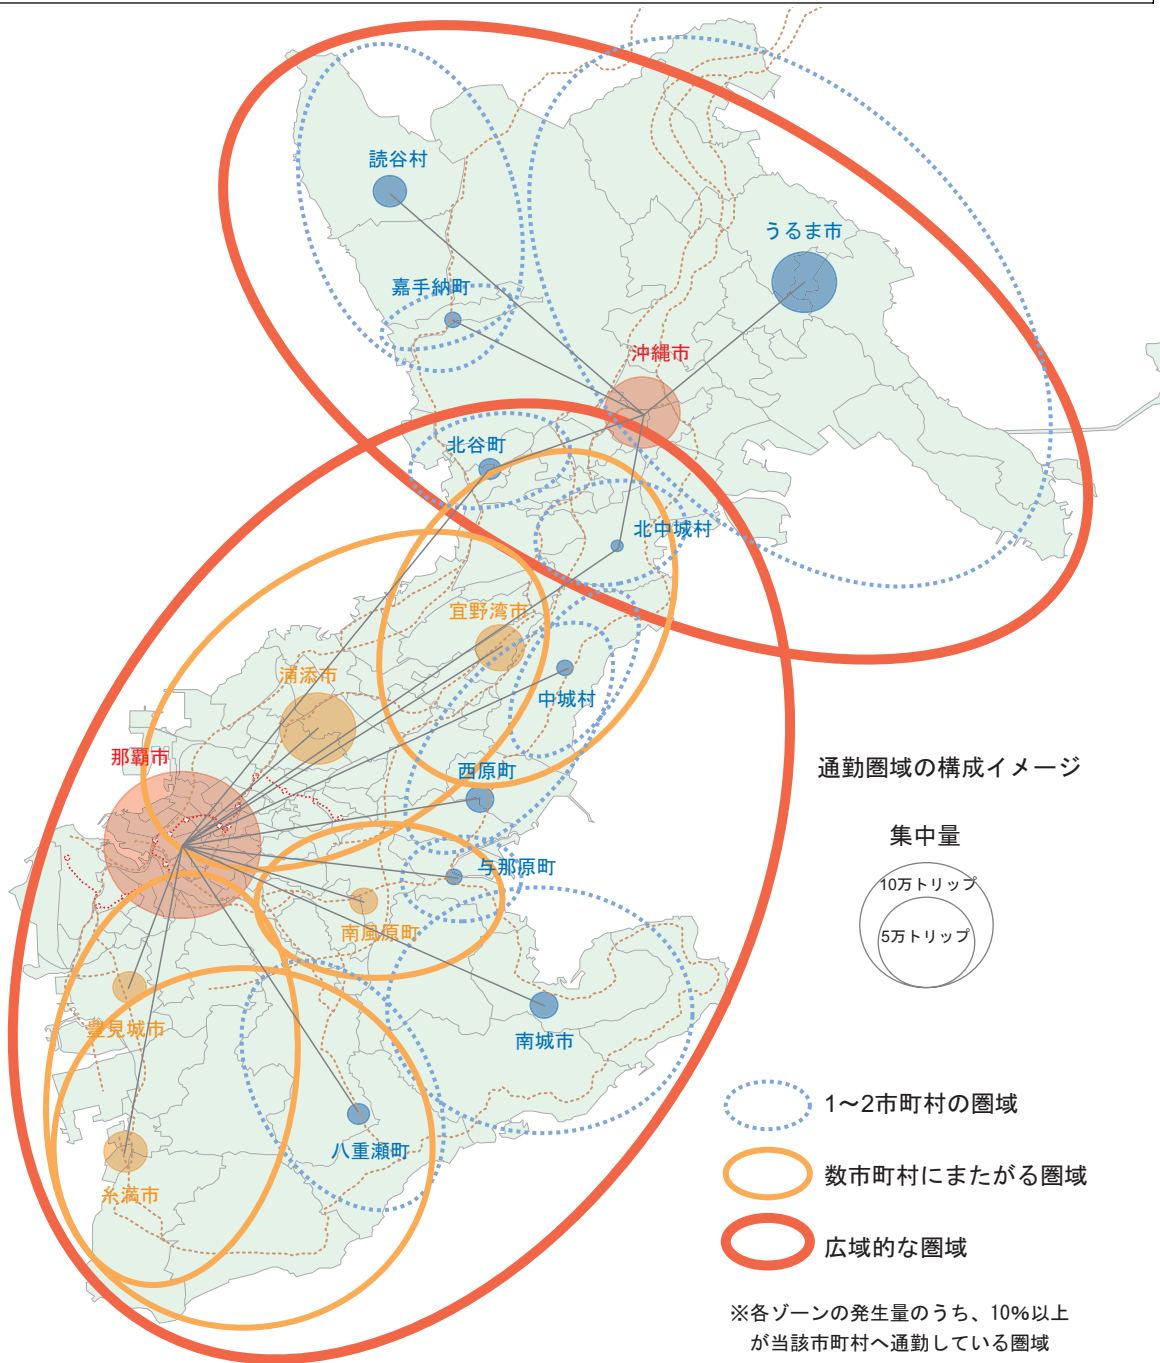 読谷村
うるま市
嘉手納町
沖縄市
北谷町
北中城村
宜野湾市
浦添市
中城村
那覇市
西原町
通勤圏域の構成イメージ
集中量
10万トリップ
5万トリップ
与那原町
南風原町
豊見城市
南城市
八重瀬町
糸満市
1〜2市町村の圏域
数市町村にまたがる圏域
広域的な圏域
※各ゾーンの発生量のうち、10%以上
が当該市町村へ通勤している圏域